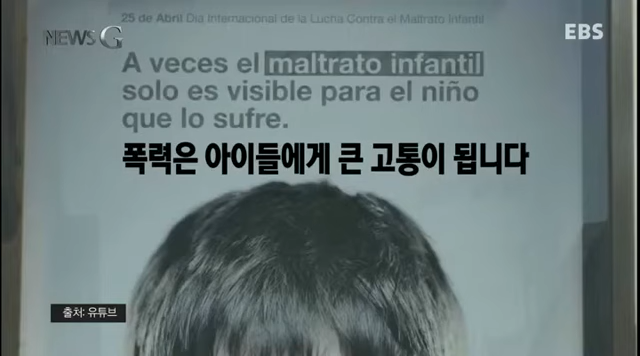 25 de Abril Día Internacional de la Lucha Contra el Maltrato Infantil
NEWS G
EBS
A veces el maltrato infantil
solo es visible para el niño
que lo sufre.
폭력은 아이들에게 큰 고통이 됩니다
출처: 유튜브